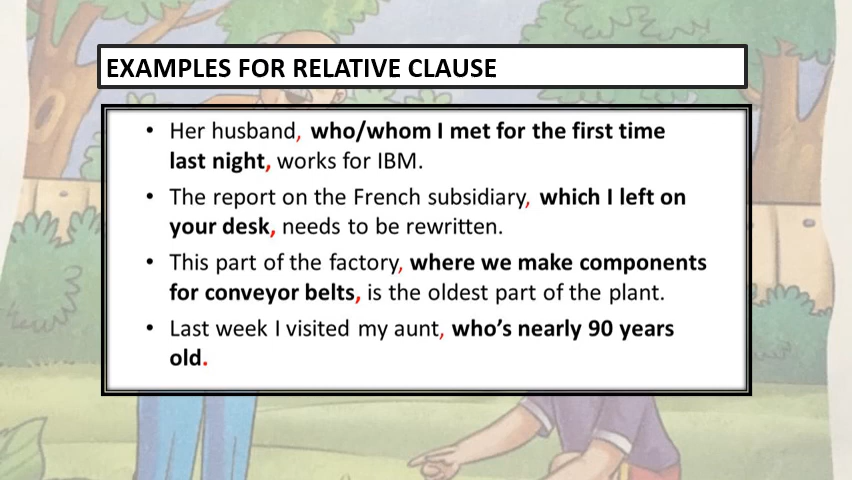 EXAMPLES FOR RELATIVE CLAUSE
• Her husband, who/whom I met for the first time
last night, works for IBM.
• The report on the French subsidiary, which I left on
your desk, needs to be rewritten.
• This part of the factory, where we make components
for conveyor belts, is the oldest part of the plant.
• Last week I visited my aunt, who’s nearly 90 years
old.